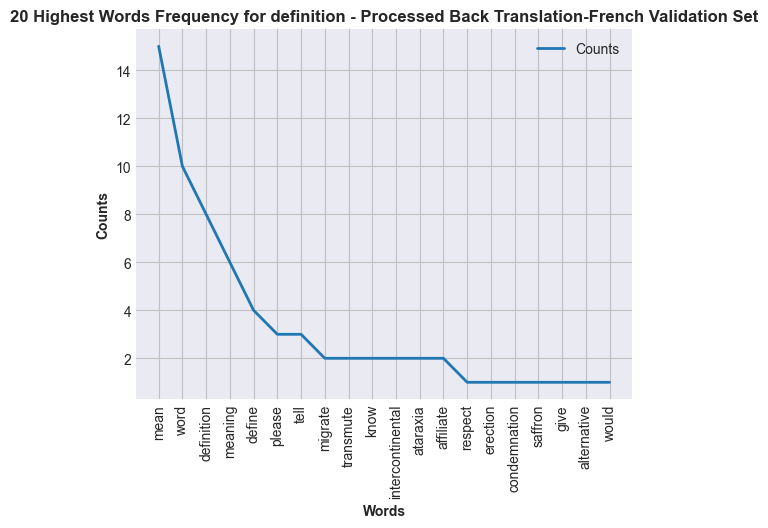 20 Highest Words Frequency for definition - Processed Back Translation-French Validation Set
Counts
14
12
10
8
6
4
2
Counts
mean
word
definition
meaning
define
please
tell
migrate
transmute
know
intercontinental
ataraxia
affiliate
respect
erection
condemnation
saffron
give
alternative
would
Words